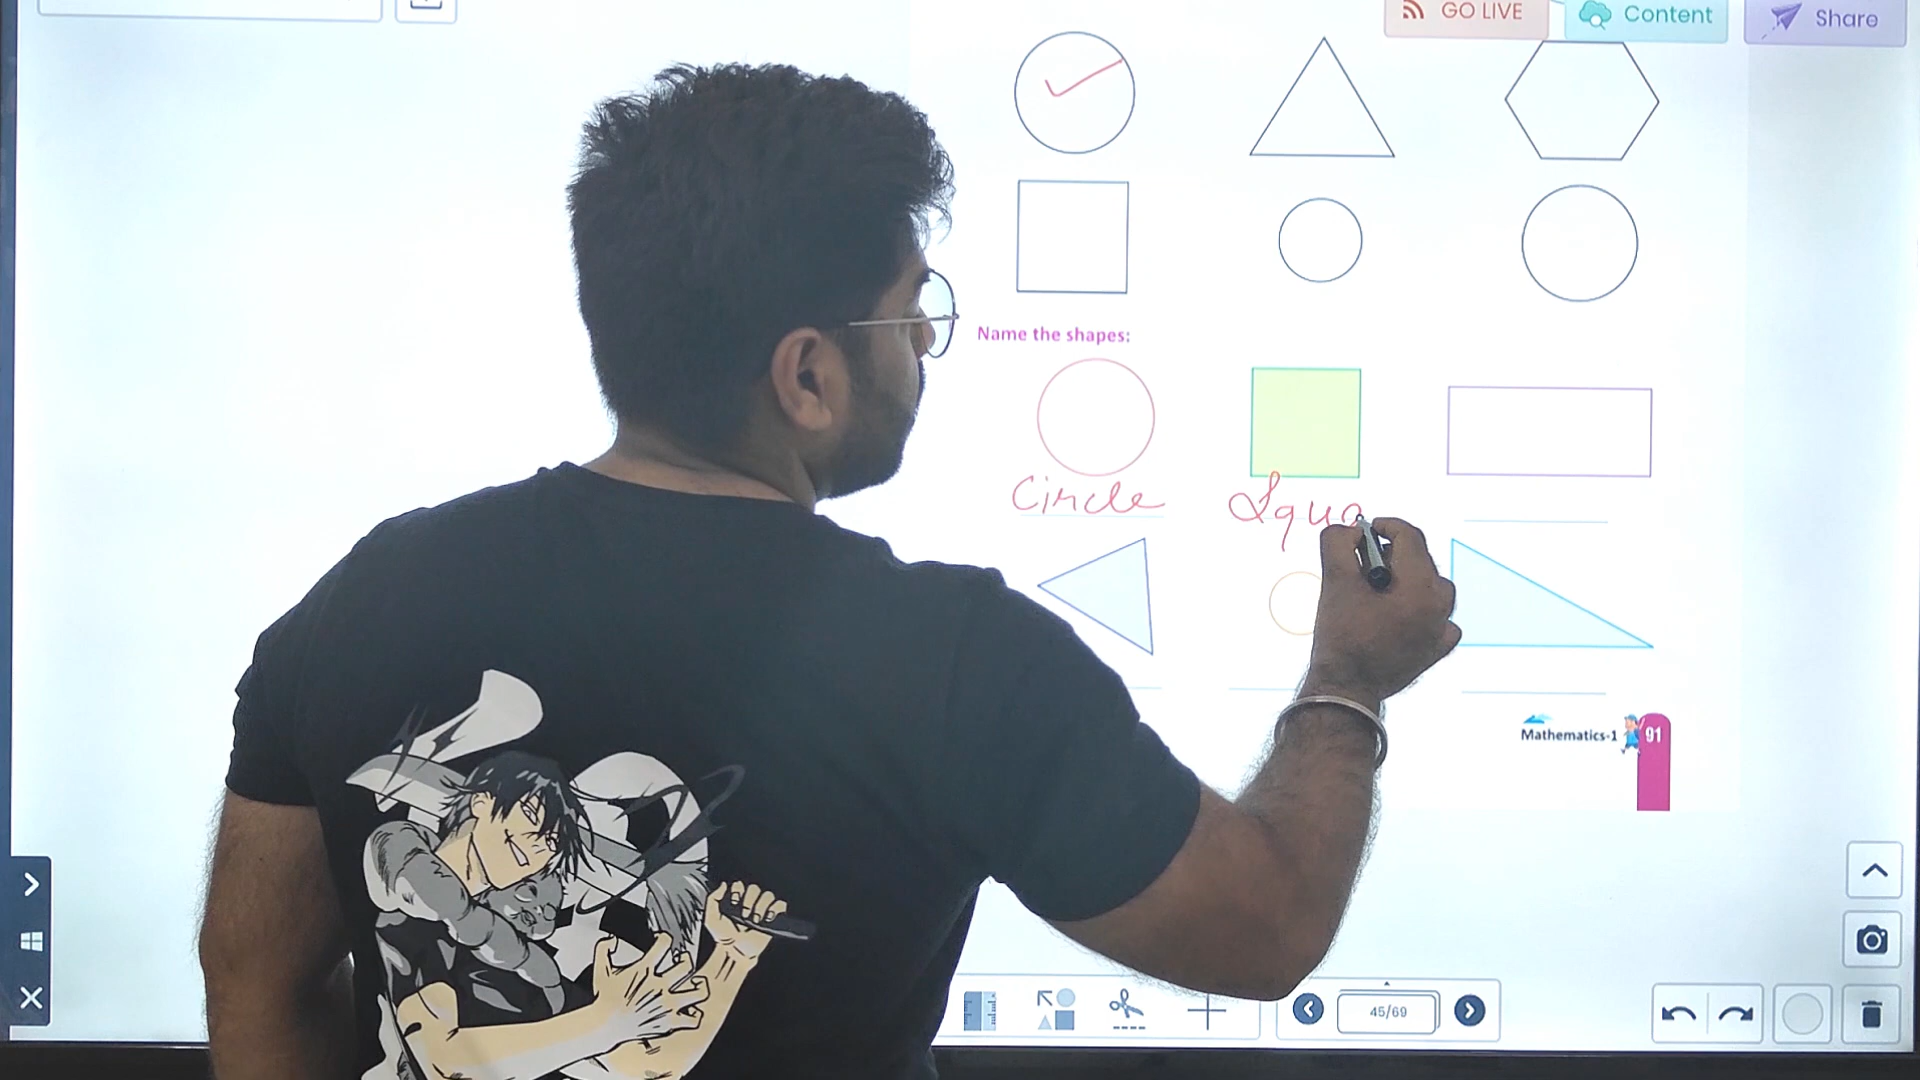 GO LIVE Content Share
Name the shapes:
Circle Squa
Mathematics-1 91
45/69